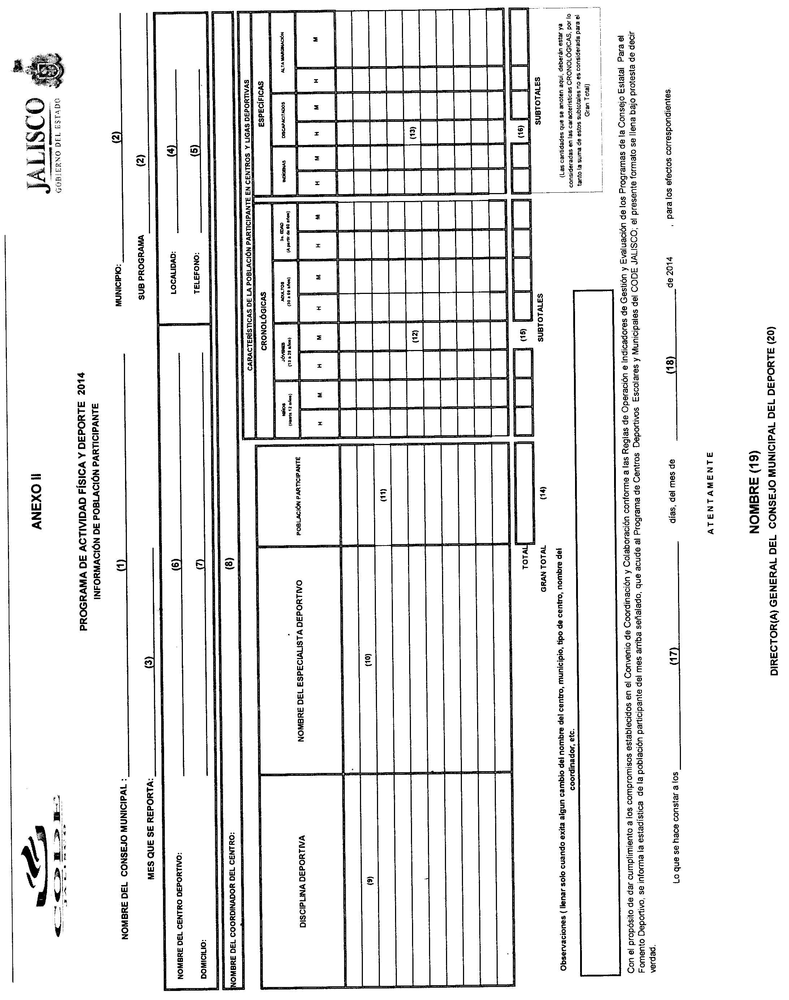 CODE
JALISCO
ANEXO II
JALISCO
GOBIERNO DEL ESTADO
PROGRAMA DE ACTIVIDAD FÍSICA Y DEPORTE 2014
INFORMACIÓN DE POBLACIÓN PARTICIPANTE
NOMBRE DEL CONSEJO MUNICIPAL : (1) MUNICIPIO: (2)
MES QUE SE REPORTA: (3) SUB PROGRAMA (2)
NOMBRE DEL CENTRO DEPORTIVO: (6) LOCALIDAD: (4)
DOMICILIO: (7) TELEFONO: (5)
NOMBRE DEL COORDINADOR DEL CENTRO: (8)
CARACTERÍSTICAS DE LA POBLACIÓN PARTICIPANTE EN CENTROS Y LIGAS DEPORTIVAS
CRONOLÓGICAS ESPECÍFICAS
DISCIPLINA DEPORTIVA NOMBRE DEL ESPECIALISTA DEPORTIVO POBLACIÓN PARTICIPANTE
NIÑOS JÓVENES ADULTOS 3a. EDAD INDÍGENAS DISCAPACITADOS ALTA MARGINACIÓN
(Hasta 12 años) (13 a 29 años) (30 a 59 años) (A partir de 60 años)
H M H M H M H M H M H M H M
(9) (10) (11) (12) (13)
TOTAL (15) (16)
GRAN TOTAL (14) SUBTOTALES SUBTOTALES
Observaciones ( llenar solo cuando exita algun cambio del nombre del centro, municipio, tipo de centro, nombre del
coordinador, etc.
(Las cantidades que se anoten aquí, deberán estar ya
consideradas en las características CRONOLÓGICAS, por lo
tanto la suma de estos subtotales no es considerada para el
Gran Total)
Con el propósito de dar cumplimiento a los compromisos establecidos en el Convenio de Coordinación y Colaboración conforme a las Reglas de Operación e Indicadores de Gestión y Evaluación de los Programas de la Consejo Estatal Para el
Fomento Deportivo, se informa la estadística de la población participante del mes arriba señalado, que acude al Programa de Centros Deportivos Escolares y Municipales del CODE JALISCO; el presente formato se llena bajo protesta de decir
verdad.
Lo que se hace constar a los (17) días, del mes de (18) de 2014 , para los efectos correspondientes.
ATENTAMENTE
NOMBRE (19)
DIRECTOR(A) GENERAL DEL CONSEJO MUNICIPAL DEL DEPORTE (20)